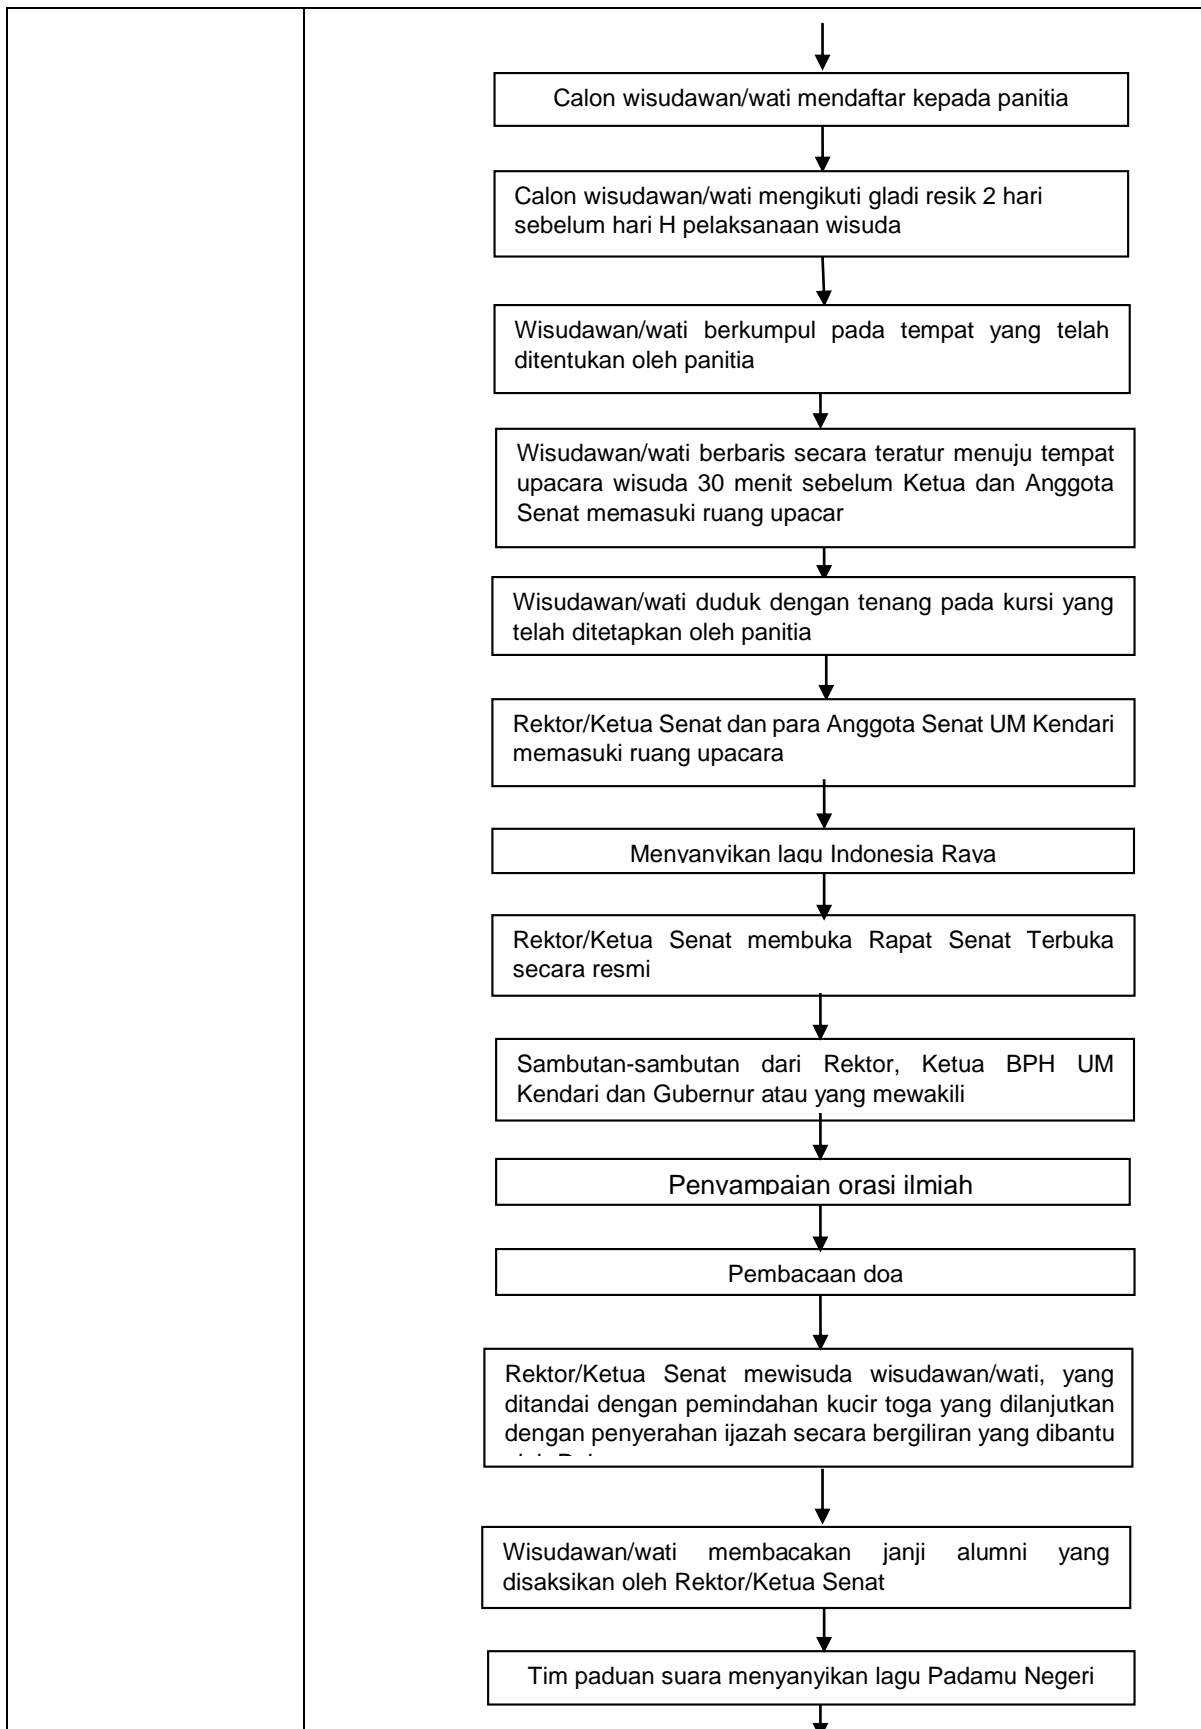 Calon wisudawan/wati mendaftar kepada panitia
Calon wisudawan/wati mengikuti gladi resik 2 hari
sebelum hari H pelaksanaan wisuda
Wisudawan/wati berkumpul pada tempat yang telah
ditentukan oleh panitia
Wisudawan/wati berbaris secara teratur menuju tempat
upacara wisuda 30 menit sebelum Ketua dan Anggota
Senat memasuki ruang upacar
Wisudawan/wati duduk dengan tenang pada kursi yang
telah ditetapkan oleh panitia
Rektor/Ketua Senat dan para Anggota Senat UM Kendari
memasuki ruang upacara
Menyanyikan lagu Indonesia Raya
Rektor/Ketua Senat membuka Rapat Senat Terbuka
secara resmi
Sambutan-sambutan dari Rektor, Ketua BPH UM
Kendari dan Gubernur atau yang mewakili
Penyampaian orasi ilmiah
Pembacaan doa
Rektor/Ketua Senat mewisuda wisudawan/wati, yang
ditandai dengan pemindahan kucir toga yang dilanjutkan
dengan penyerahan ijazah secara bergiliran yang dibantu
Wisudawan/wati membacakan janji alumni yang
disaksikan oleh Rektor/Ketua Senat
Tim paduan suara menyanyikan lagu Padamu Negeri